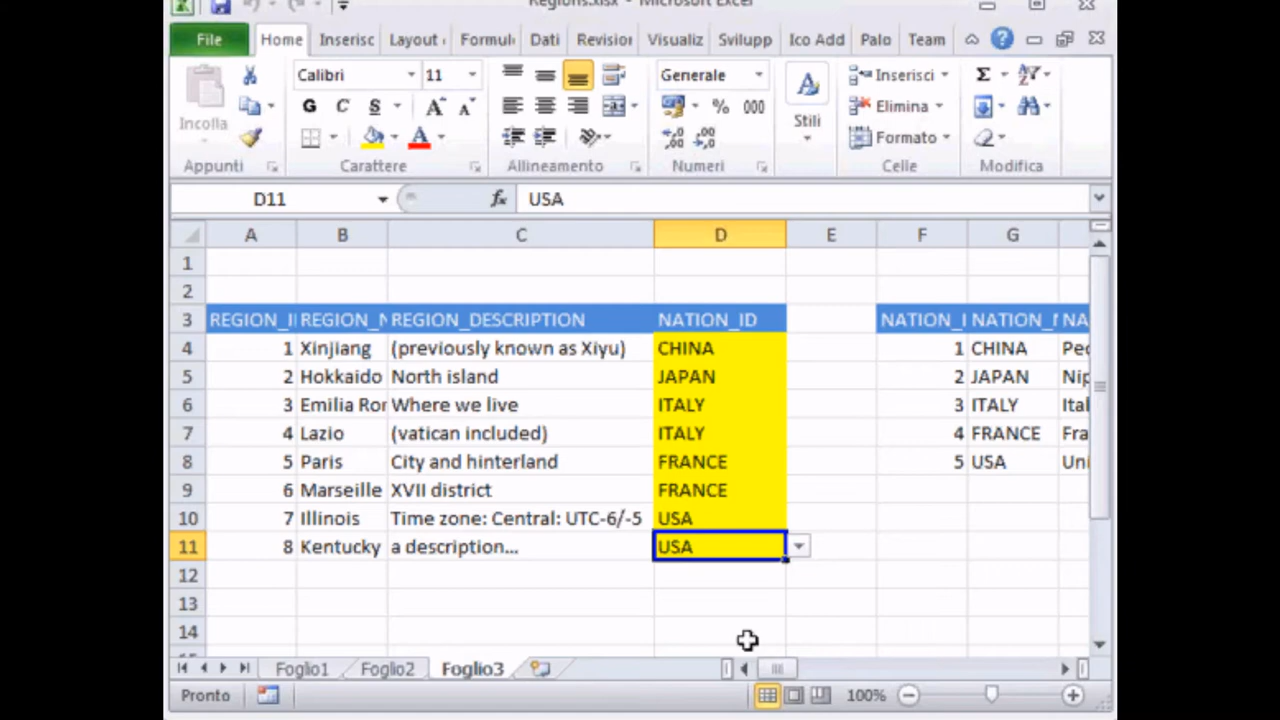 Regions.xlsx - Microsoft Excel
File Home Inserisc Layout Formul Dati Revision Visualiz Svilupp Ico Add Palo Team
Calibri 11 Generale Inserisci Σ
Incolla G C S A A % 000 Stili Elimina
A Formato
Appunti Carattere Allineamento Numeri Celle Modifica
D11 fx USA
A B C D E F G
1
2
3 REGION_I REGION_N REGION_DESCRIPTION NATION_ID NATION_I NATION_I NA
4 1 Xinjiang (previously known as Xiyu) CHINA 1 CHINA Peo
5 2 Hokkaido North island JAPAN 2 JAPAN Nip
6 3 Emilia Ror Where we live ITALY 3 ITALY Ital
7 4 Lazio (vatican included) ITALY 4 FRANCE Fra
8 5 Paris City and hinterland FRANCE 5 USA Uni
9 6 Marseille XVII district FRANCE
10 7 Illinois Time zone: Central: UTC-6/-5 USA
11 8 Kentucky a description... USA
12
13
14
Foglio1 Foglio2 Foglio3
Pronto 100%